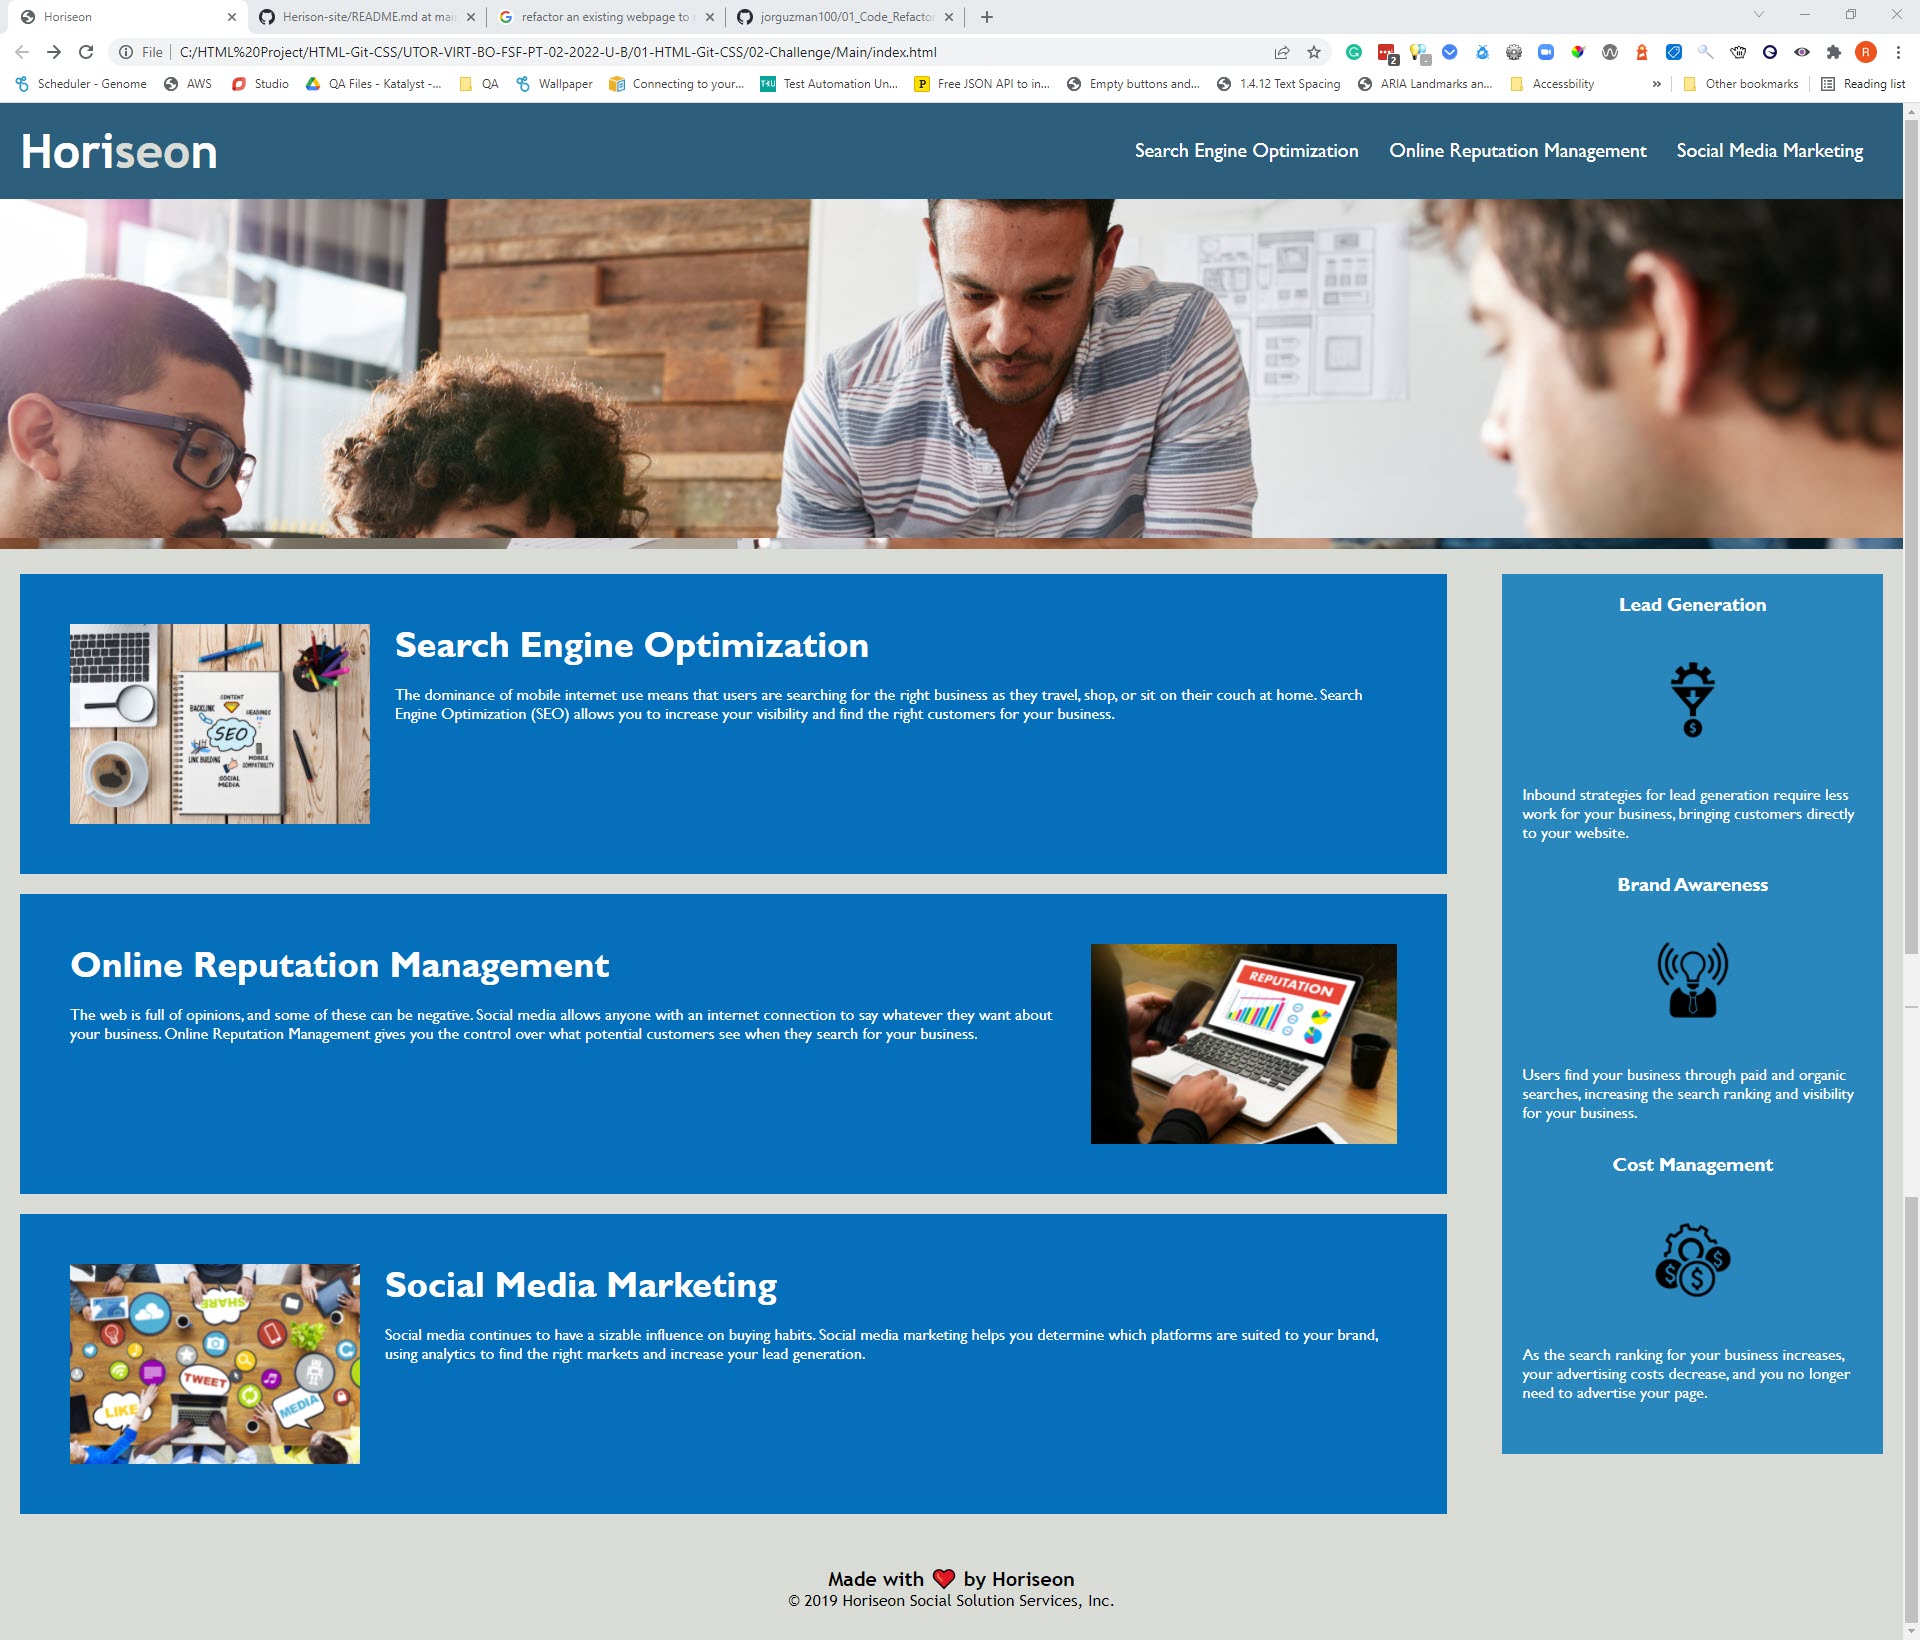 Horiseon
Herison-site/README.md at mai
refactor an existing webpage to
jorguzman100/01_Code_Refactor
File
C:/HTML%20Project/HTML-Git-CSS/UTOR-VIRT-BO-FSF-PT-02-2022-U-B/01-HTML-Git-CSS/02-Challenge/Main/index.html
2
R
Scheduler - Genome
AWS
Studio
QA Files - Katalyst -...
QA
Wallpaper
Connecting to your...
Test Automation Un...
Free JSON API to in...
Empty buttons and...
1.4.12 Text Spacing
ARIA Landmarks an...
Accessbility
»
Other bookmarks
Reading list
Horiseon
Search Engine Optimization
Online Reputation Management
Social Media Marketing
CONTENT
BACKLINK
HEADINGS
SEO
LINK BUILDING
MOBILE
COMPATIBILITY
SOCIAL
MEDIA
Search Engine Optimization
The dominance of mobile internet use means that users are searching for the right business as they travel, shop, or sit on their couch at home. Search
Engine Optimization (SEO) allows you to increase your visibility and find the right customers for your business.
Online Reputation Management
The web is full of opinions, and some of these can be negative. Social media allows anyone with an internet connection to say whatever they want about
your business. Online Reputation Management gives you the control over what potential customers see when they search for your business.
REPUTATION
SHARE
TWEET
LIKE
MEDIA
Social Media Marketing
Social media continues to have a sizable influence on buying habits. Social media marketing helps you determine which platforms are suited to your brand,
using analytics to find the right markets and increase your lead generation.
Lead Generation
Inbound strategies for lead generation require less
work for your business, bringing customers directly
to your website.
Brand Awareness
Users find your business through paid and organic
searches, increasing the search ranking and visibility
for your business.
Cost Management
As the search ranking for your business increases,
your advertising costs decrease, and you no longer
need to advertise your page.
Made with ❤️ by Horiseon
© 2019 Horiseon Social Solution Services, Inc.